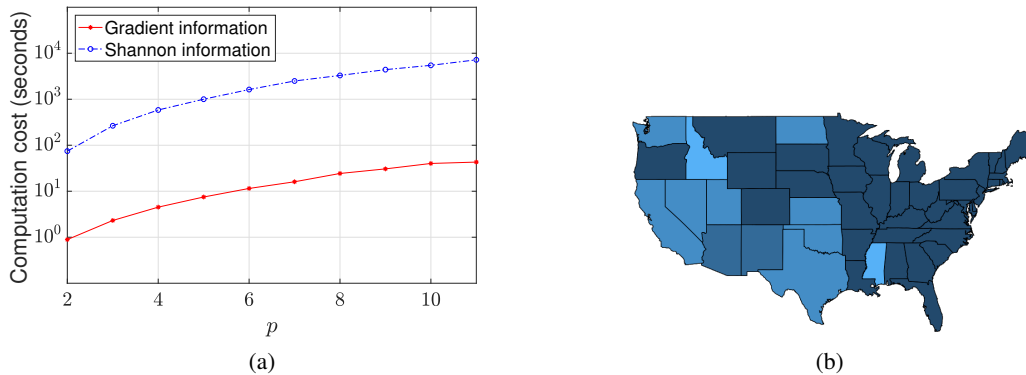 Gradient information
Shannon information
Computation cost (seconds)
10^4
10^3
10^2
10^1
10^0
2 4 6 8 10
p
(a)
(b)